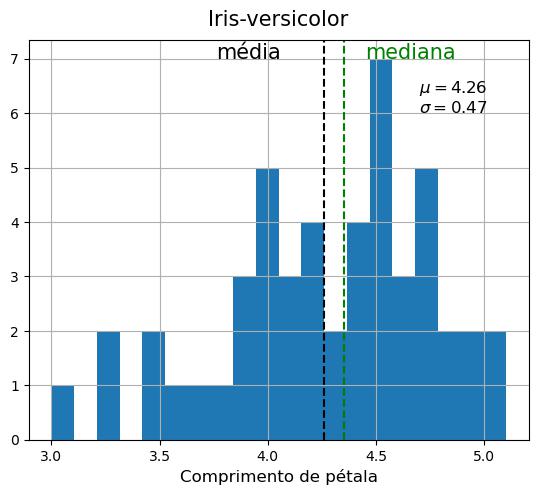 Iris-versicolor
média
mediana
μ = 4.26
σ = 0.47
7
6
5
4
3
2
1
0
3.0 3.5 4.0 4.5 5.0
Comprimento de pétala